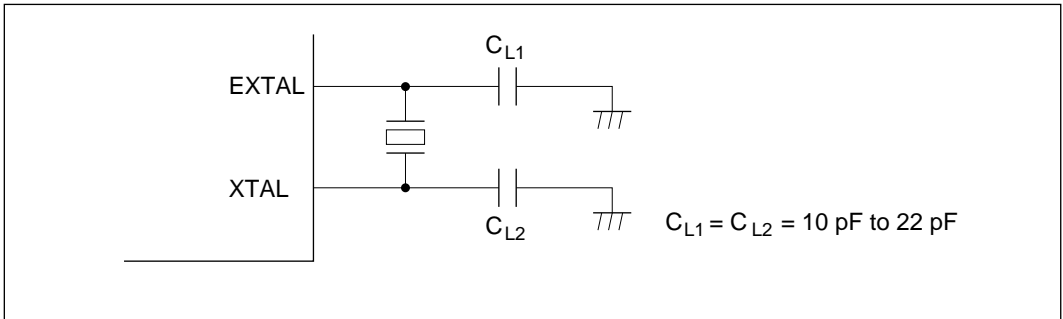 C L1
EXTAL
XTAL
C L2
C L1 = C L2 = 10 pF to 22 pF